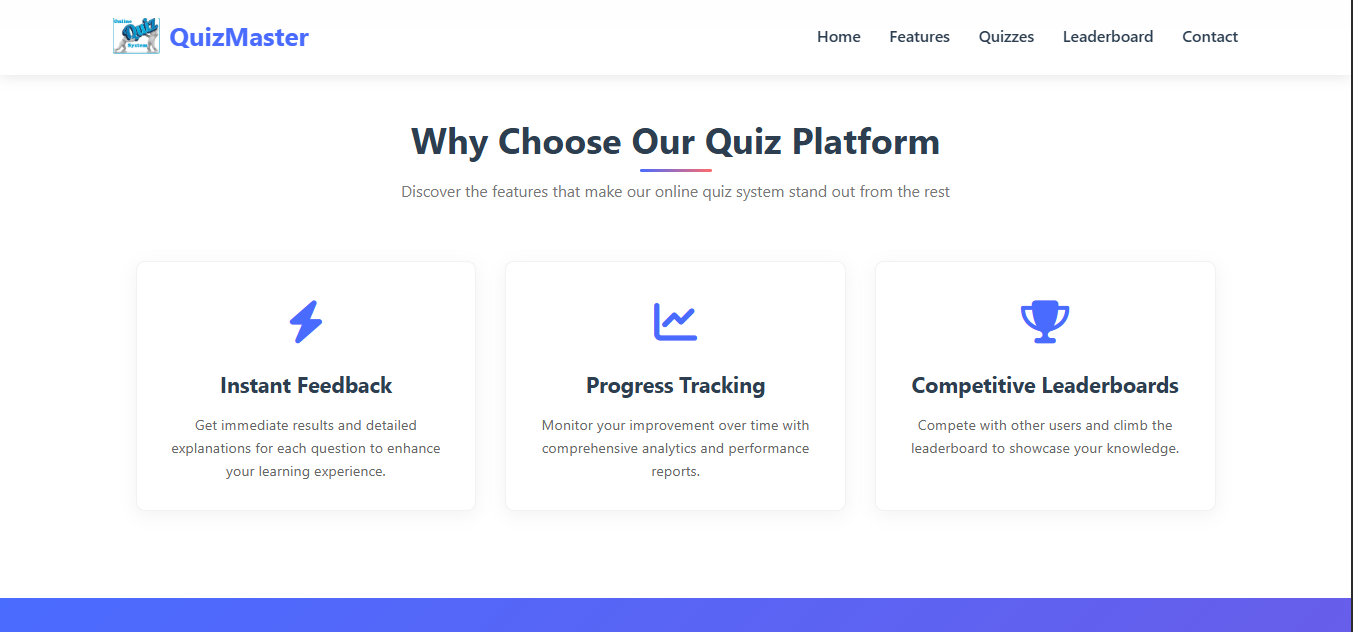 Online
Quiz
System
QuizMaster
Home
Features
Quizzes
Leaderboard
Contact
Why Choose Our Quiz Platform
Discover the features that make our online quiz system stand out from the rest
Instant Feedback
Get immediate results and detailed
explanations for each question to enhance
your learning experience.
Progress Tracking
Monitor your improvement over time with
comprehensive analytics and performance
reports.
Competitive Leaderboards
Compete with other users and climb the
leaderboard to showcase your knowledge.